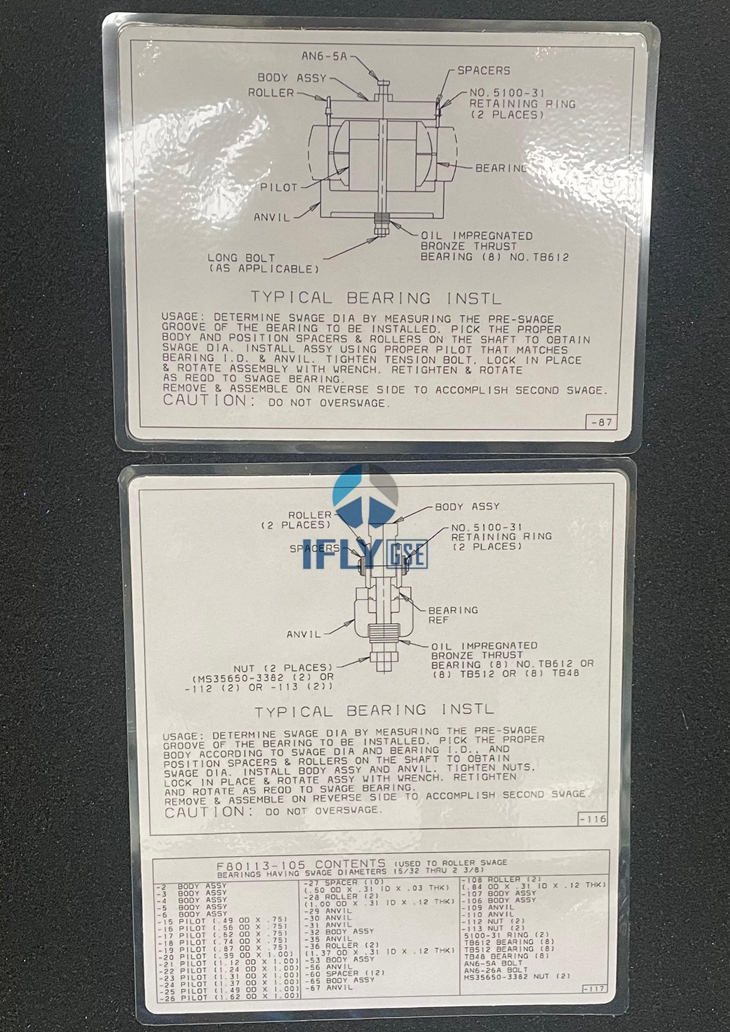 AN6-5A
BODY ASSY
ROLLER
SPACERS
NO.5100-31
RETAINING RING
(2 PLACES)
BEARING
PILOT
ANVIL
OIL IMPREGNATED
BRONZE THRUST
BEARING (8) NO.TB612
LONG BOLT
(AS APPLICABLE)
TYPICAL BEARING INSTL
USAGE: DETERMINE SWAGE DIA BY MEASURING THE PRE-SWAGE
GROOVE OF THE BEARING TO BE INSTALLED. PICK THE PROPER
BODY AND POSITION SPACERS & ROLLERS ON THE SHAFT TO OBTAIN
SWAGE DIA. INSTALL ASSY USING PROPER PILOT THAT MATCHES
BEARING I.D. & ANVIL. TIGHTEN TENSION BOLT. LOCK IN PLACE
& ROTATE ASSEMBLY WITH WRENCH. RETIGHTEN & ROTATE
AS REQD TO SWAGE BEARING.
REMOVE & ASSEMBLE ON REVERSE SIDE TO ACCOMPLISH SECOND SWAGE.
CAUTION: DO NOT OVERSWAGE.
-87
ROLLER
(2 PLACES)
BODY ASSY
NO.5100-31
RETAINING RING
(2 PLACES)
SPACERS
IFLY GSE
BEARING
REF
ANVIL
OIL IMPREGNATED
BRONZE THRUST
BEARING (8) NO.TB612 OR
(8) TB512 OR (8) TB48
NUT (2 PLACES)
(MS35650-3382 (2) OR
-112 (2) OR -113 (2))
TYPICAL BEARING INSTL
USAGE: DETERMINE SWAGE DIA BY MEASURING THE PRE-SWAGE
GROOVE OF THE BEARING TO BE INSTALLED. PICK THE PROPER
BODY ACCORDING TO SWAGE DIA AND BEARING I.D., AND
POSITION SPACERS & ROLLERS ON THE SHAFT TO OBTAIN
SWAGE DIA. INSTALL BODY ASSY AND ANVIL. TIGHTEN NUTS.
LOCK IN PLACE & ROTATE ASSY WITH WRENCH. RETIGHTEN
AND ROTATE AS REQD TO SWAGE BEARING.
REMOVE & ASSEMBLE ON REVERSE SIDE TO ACCOMPLISH SECOND SWAGE
CAUTION: DO NOT OVERSWAGE.
-116
F80113-105 CONTENTS (USED TO ROLLER SWAGE
BEARINGS HAVING SWAGE DIAMETERS (5/32 THRU 2 3/8)
-2 BODY ASSY
-3 BODY ASSY
-4 BODY ASSY
-5 BODY ASSY
-6 BODY ASSY
-15 PILOT (.49 OD X .75)
-16 PILOT (.56 OD X .75)
-17 PILOT (.62 OD X .75)
-18 PILOT (.74 OD X .75)
-19 PILOT (.87 OD X .75)
-20 PILOT (.99 OD X 1.00)
-21 PILOT (1.12 OD X 1.00)
-22 PILOT (1.24 OD X 1.00)
-23 PILOT (1.31 OD X 1.00)
-24 PILOT (1.37 OD X 1.00)
-25 PILOT (1.49 OD X 1.00)
-26 PILOT (1.62 OD X 1.00)
-27 SPACER (10)
(.50 OD X .31 ID X .03 THK)
-28 ROLLER (2)
(1.00 OD X .31 ID X .12 THK)
-29 ANVIL
-30 ANVIL
-31 ANVIL
-32 BODY ASSY
-35 ANVIL
-36 ROLLER (2)
(1.37 OD X .31 ID X .12 THK)
-53 BODY ASSY
-56 ANVIL
-60 SPACER (12)
-65 BODY ASSY
-67 ANVIL
-108 ROLLER (2)
(.84 OD X .31 ID X .12 THK)
-107 BODY ASSY
-106 BODY ASSY
-109 ANVIL
-110 ANVIL
-112 NUT (2)
-113 NUT (2)
5100-31 RING (2)
TB612 BEARING (8)
TB512 BEARING (8)
TB48 BEARING (8)
AN6-5A BOLT
AN6-26A BOLT
MS35650-3382 NUT (2)
-117